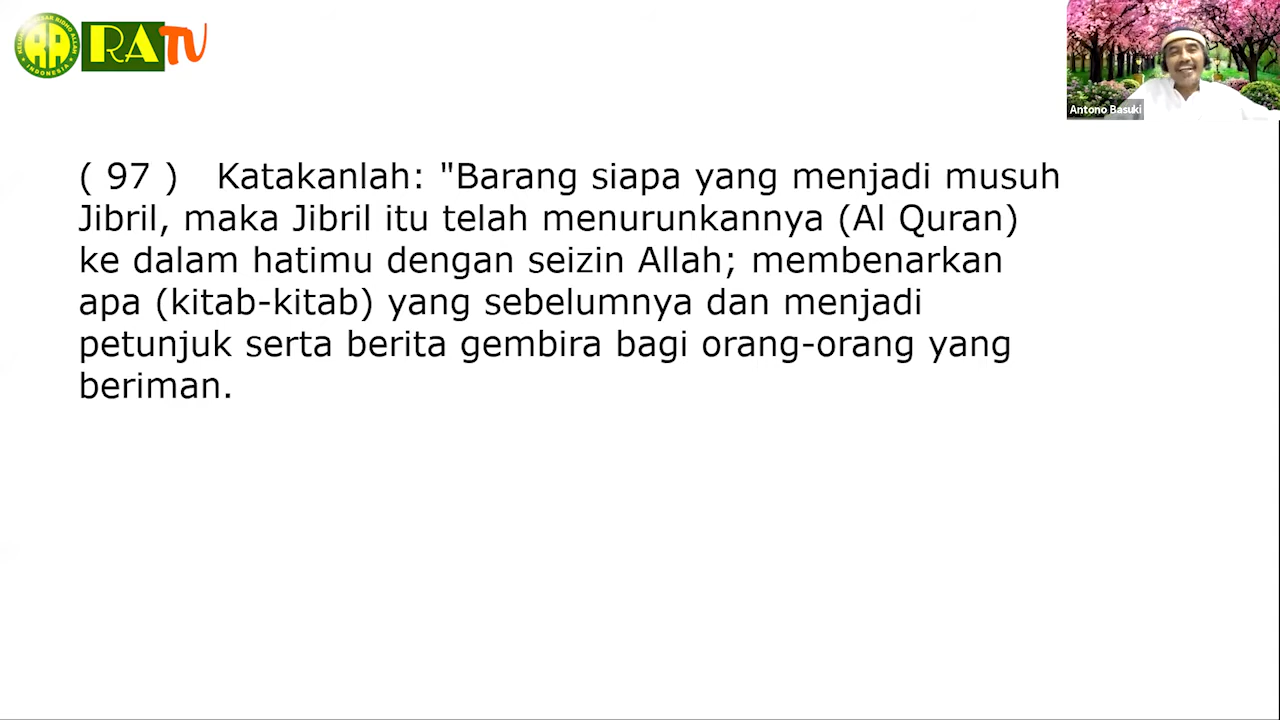 RA TV
Antono Basuki
( 97 ) Katakanlah: "Barang siapa yang menjadi musuh
Jibril, maka Jibril itu telah menurunkannya (Al Quran)
ke dalam hatimu dengan seizin Allah; membenarkan
apa (kitab-kitab) yang sebelumnya dan menjadi
petunjuk serta berita gembira bagi orang-orang yang
beriman.